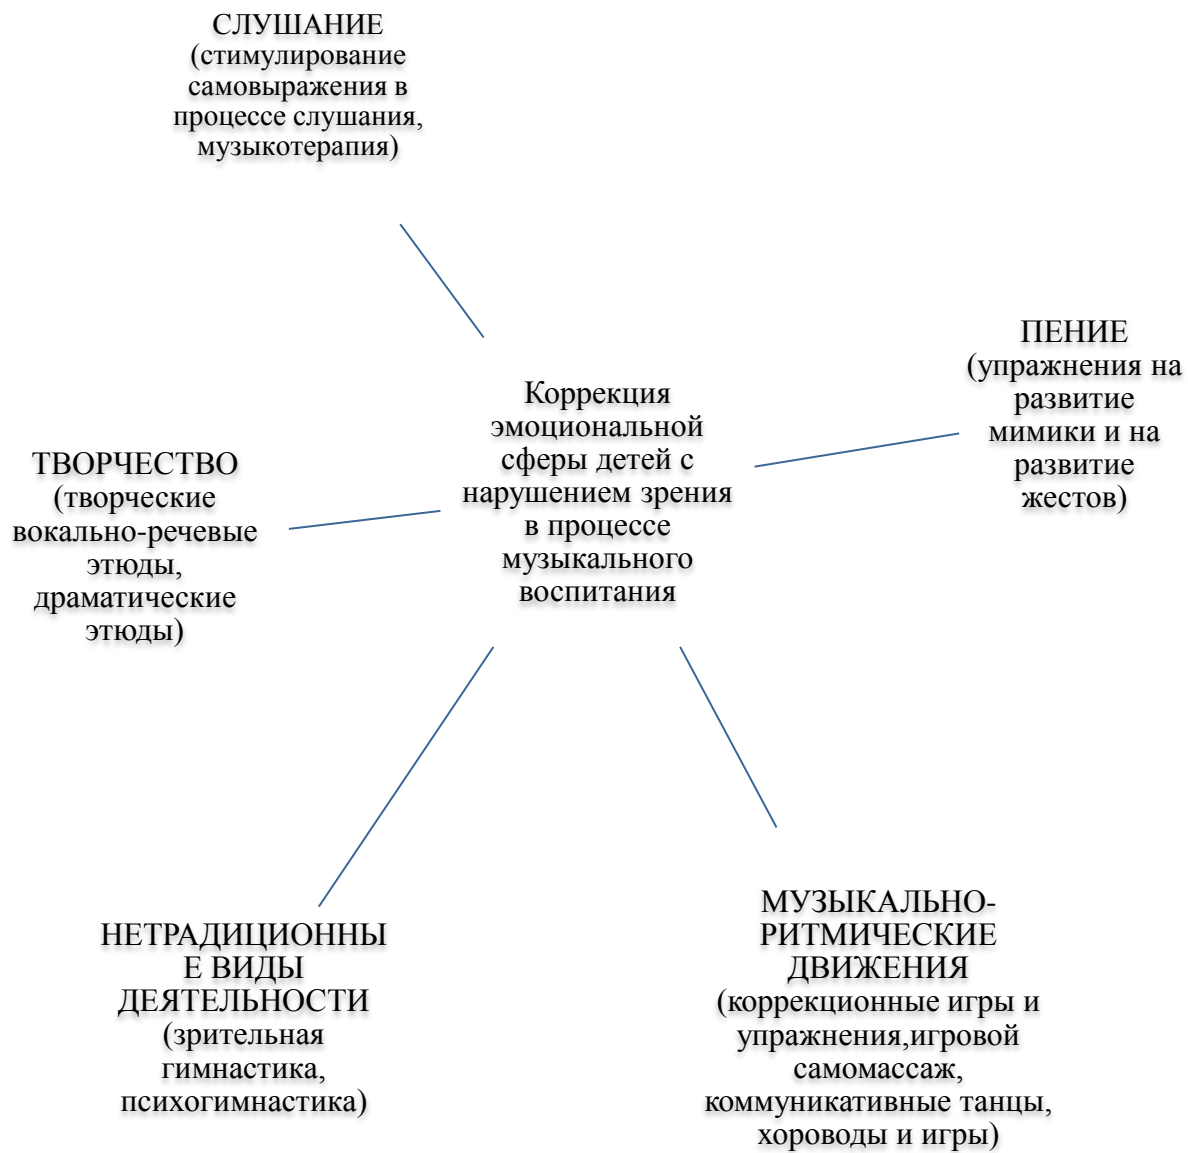 СЛУШАНИЕ
(стимулирование
самовыражения в
процессе слушания,
музыкотерапия)
ПЕНИЕ
(упражнения на
развитие
мимики и на
развитие
жестов)
Коррекция
эмоциональной
сферы детей с
нарушением зрения
в процессе
музыкального
воспитания
ТВОРЧЕСТВО
(творческие
вокально-речевые
этюды,
драматические
этюды)
НЕТРАДИЦИОННЫ
Е ВИДЫ
ДЕЯТЕЛЬНОСТИ
(зрительная
гимнастика,
психогимнастика)
МУЗЫКАЛЬНО-
РИТМИЧЕСКИЕ
ДВИЖЕНИЯ
(коррекционные игры и
упражнения,игровой
самомассаж,
коммуникативные танцы,
хороводы и игры)